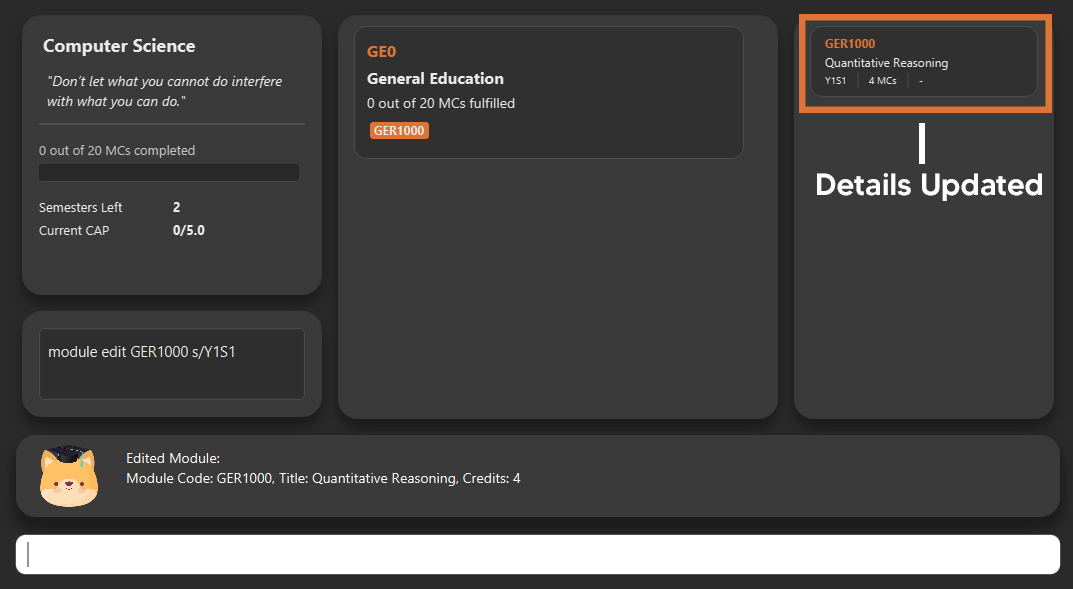 Computer Science
"Don't let what you cannot do interfere
with what you can do."
0 out of 20 MCs completed
Semesters Left 2
Current CAP 0/5.0
module edit GER1000 s/Y1S1
GE0
General Education
0 out of 20 MCs fulfilled
GER1000
GER1000
Quantitative Reasoning
Y1S1 4 MCs -
Details Updated
Edited Module:
Module Code: GER1000, Title: Quantitative Reasoning, Credits: 4